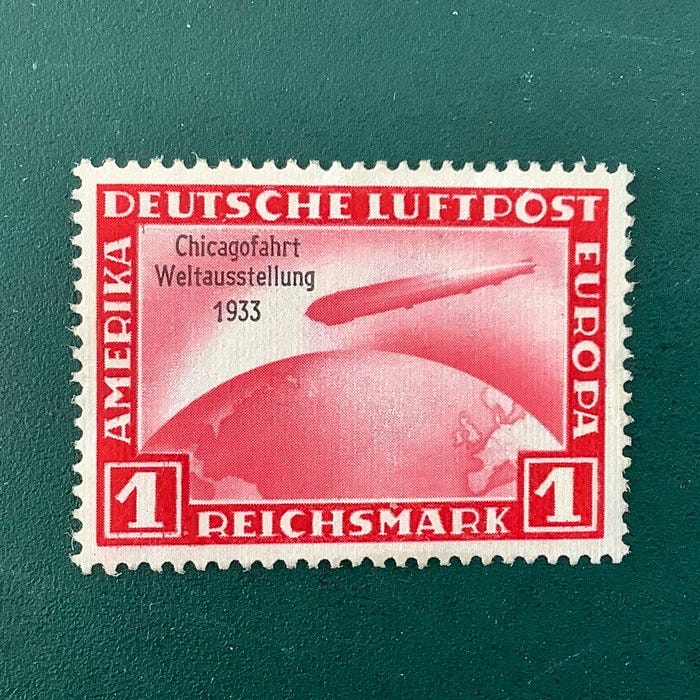 DEUTSCHE LUFTPOST
Chicagofahrt
Weltausstellung
1933
AMERIKA
EUROPA
1 REICHSMARK 1